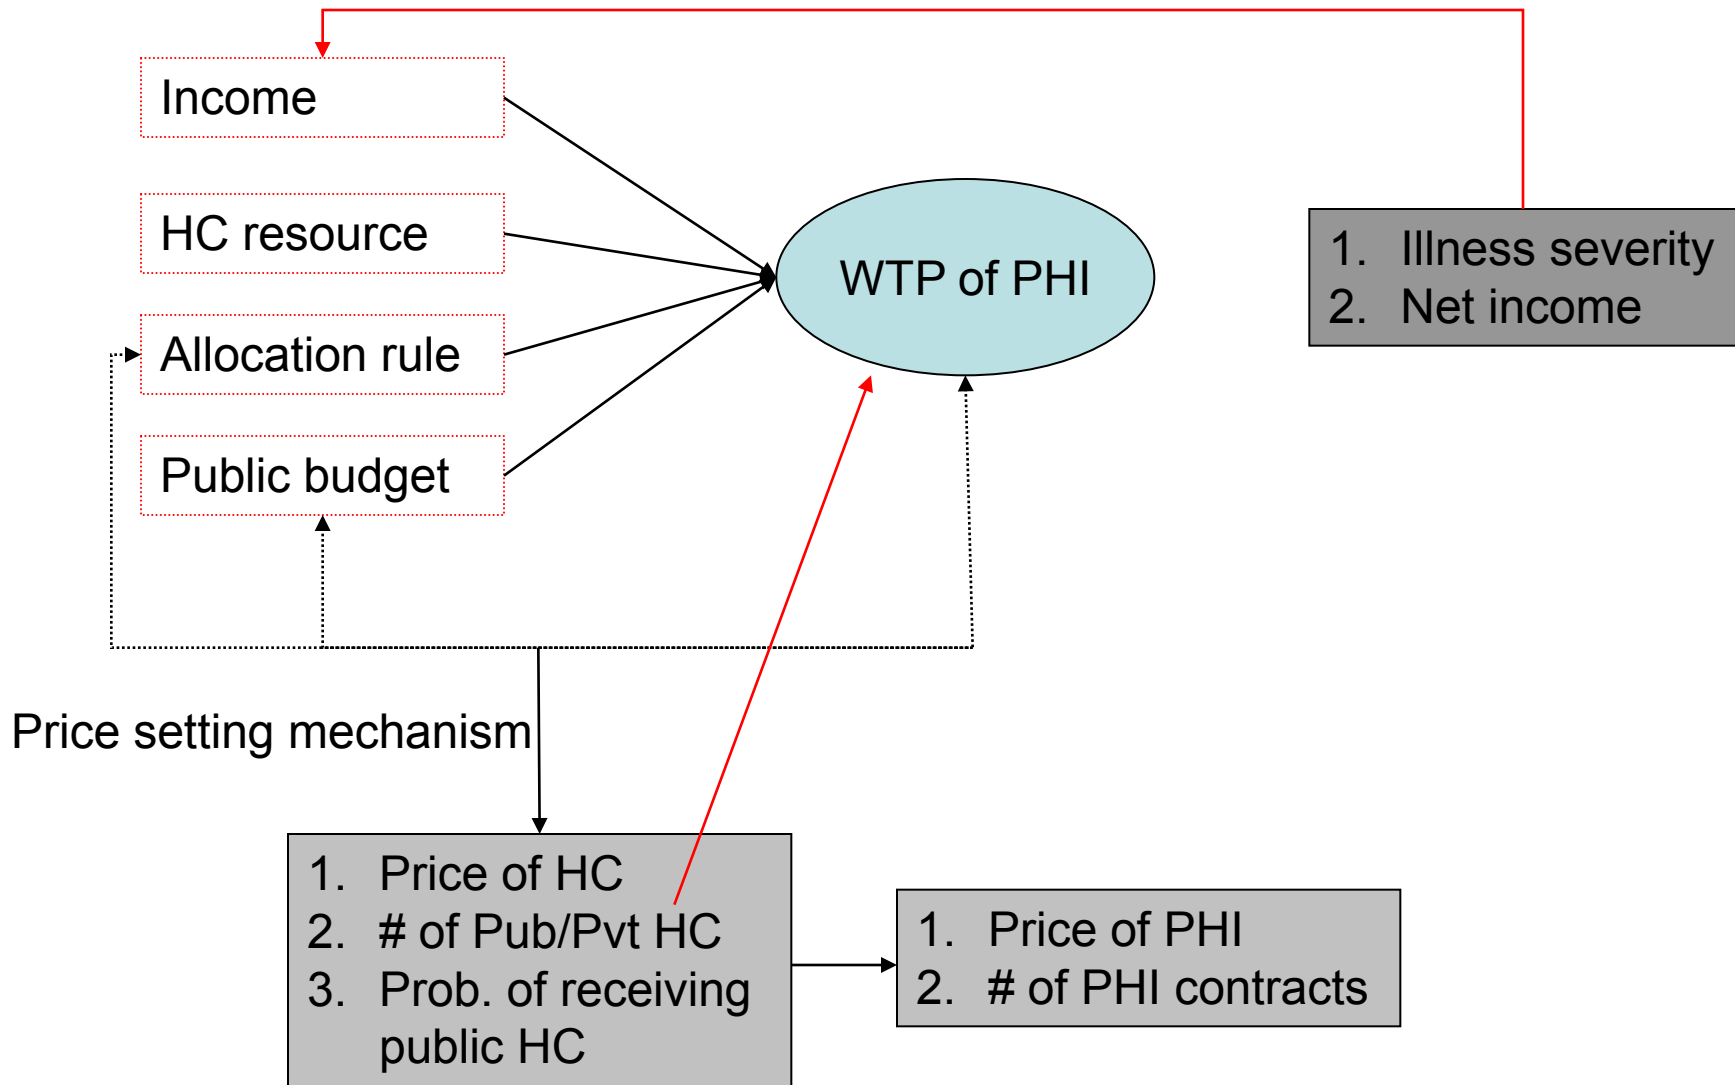 Income
HC resource
Allocation rule
Public budget
WTP of PHI
1. Illness severity
2. Net income
Price setting mechanism
1. Price of HC
2. # of Pub/Pvt HC
3. Prob. of receiving
public HC
1. Price of PHI
2. # of PHI contracts